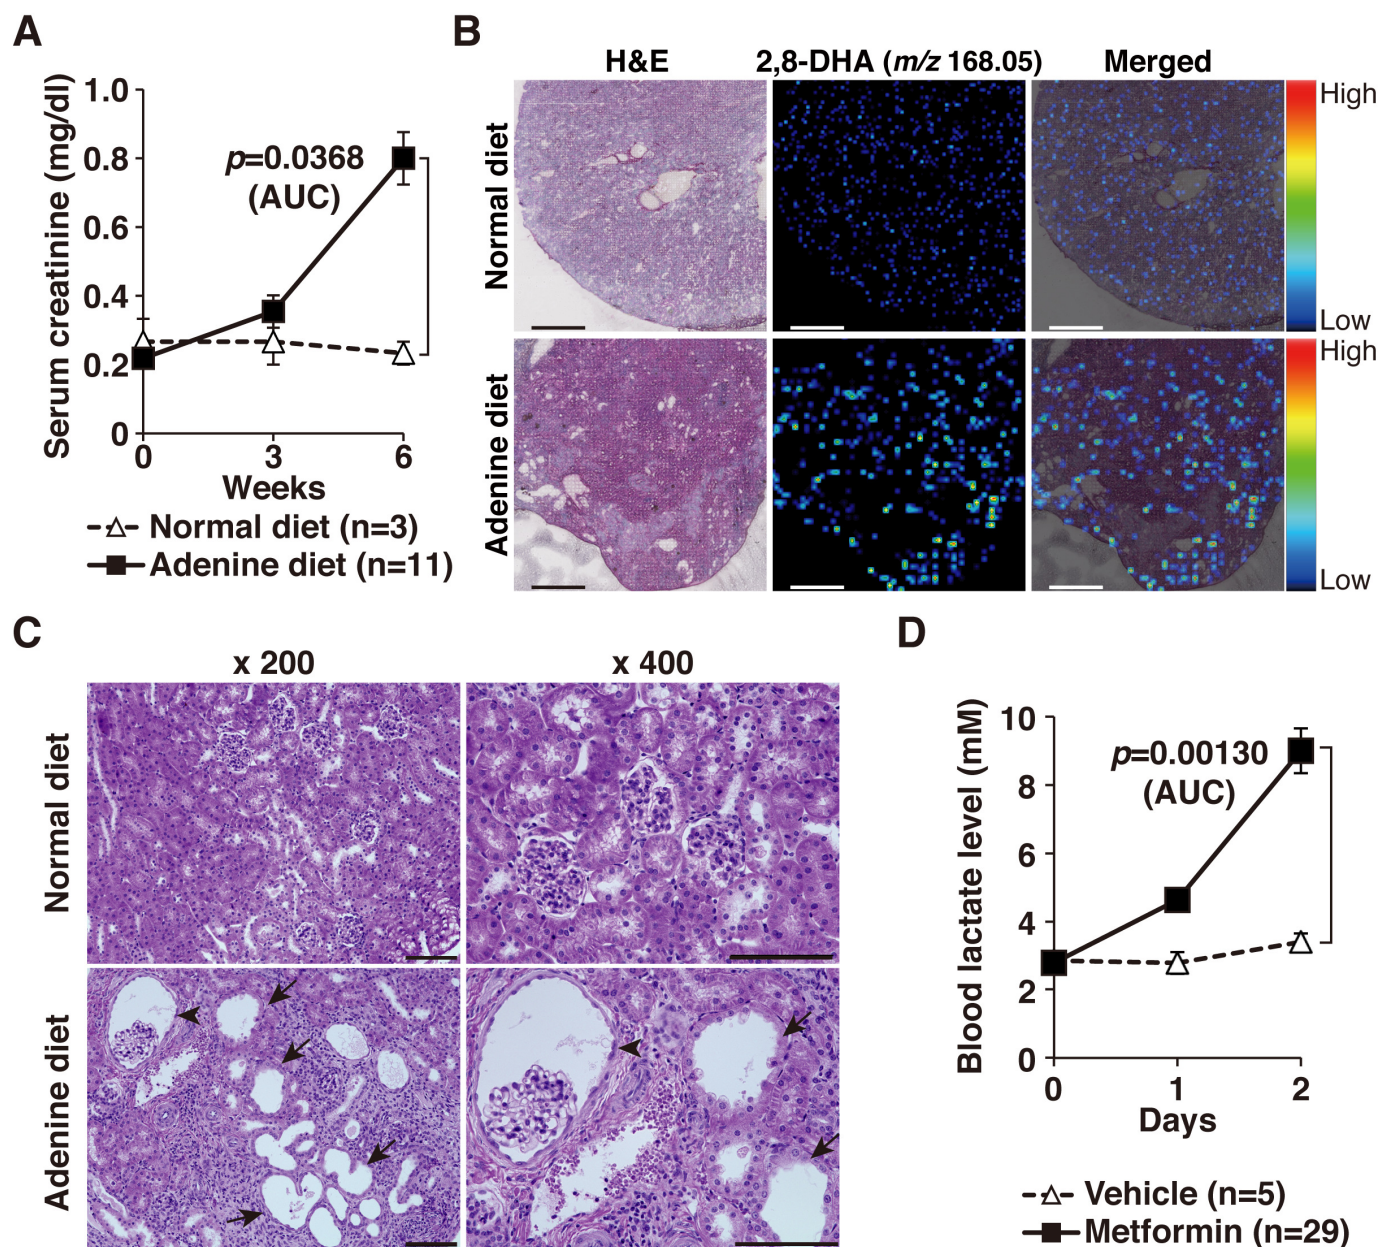 A
Serum creatinine (mg/dl)
1.0
0.8
0.6
0.4
0.2
0
p=0.0368
(AUC)
0 3 6
Weeks
Normal diet (n=3)
Adenine diet (n=11)
B
H&E 2,8-DHA (m/z 168.05) Merged
Normal diet
High
Low
Adenine diet
High
Low
C
x 200 x 400
Normal diet
Adenine diet
D
Blood lactate level (mM)
10
8
6
4
2
0
p=0.00130
(AUC)
0 1 2
Days
Vehicle (n=5)
Metformin (n=29)